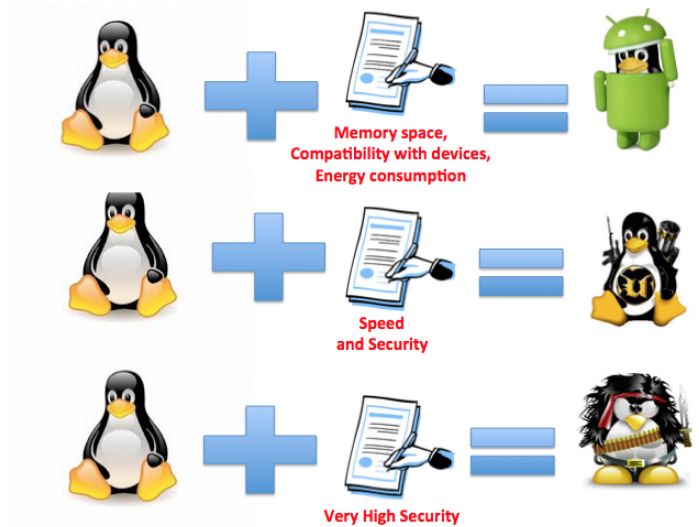 Memory space,
Compatibility with devices,
Energy consumption
Speed
and Security
Very High Security